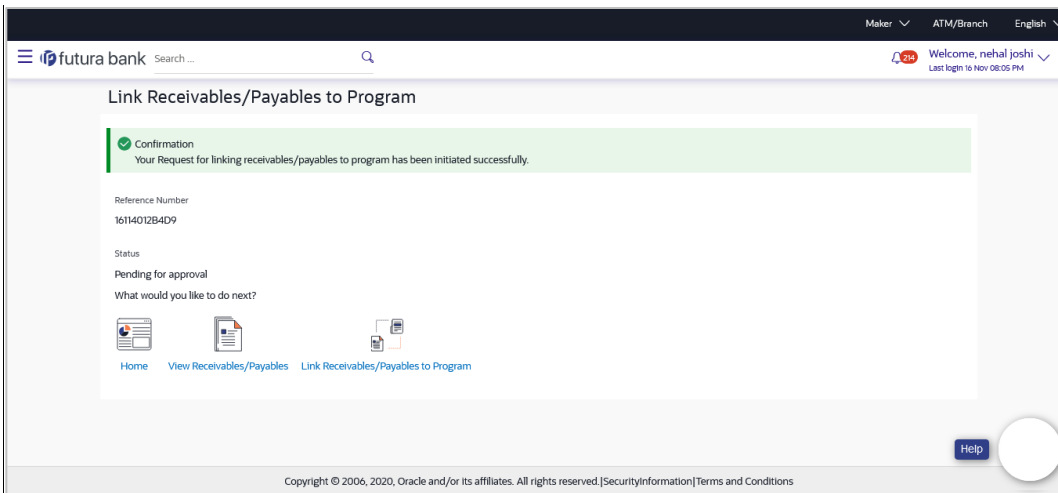 Maker ATM/Branch English
futura bank Search ... 214 Welcome, nehal joshi
Last login 16 Nov 08:05 PM
Link Receivables/Payables to Program
Confirmation
Your Request for linking receivables/payables to program has been initiated successfully.
Reference Number
16114012B4D9
Status
Pending for approval
What would you like to do next?
Home View Receivables/Payables Link Receivables/Payables to Program
Help
Copyright © 2006, 2020, Oracle and/or its affiliates. All rights reserved.|SecurityInformation|Terms and Conditions